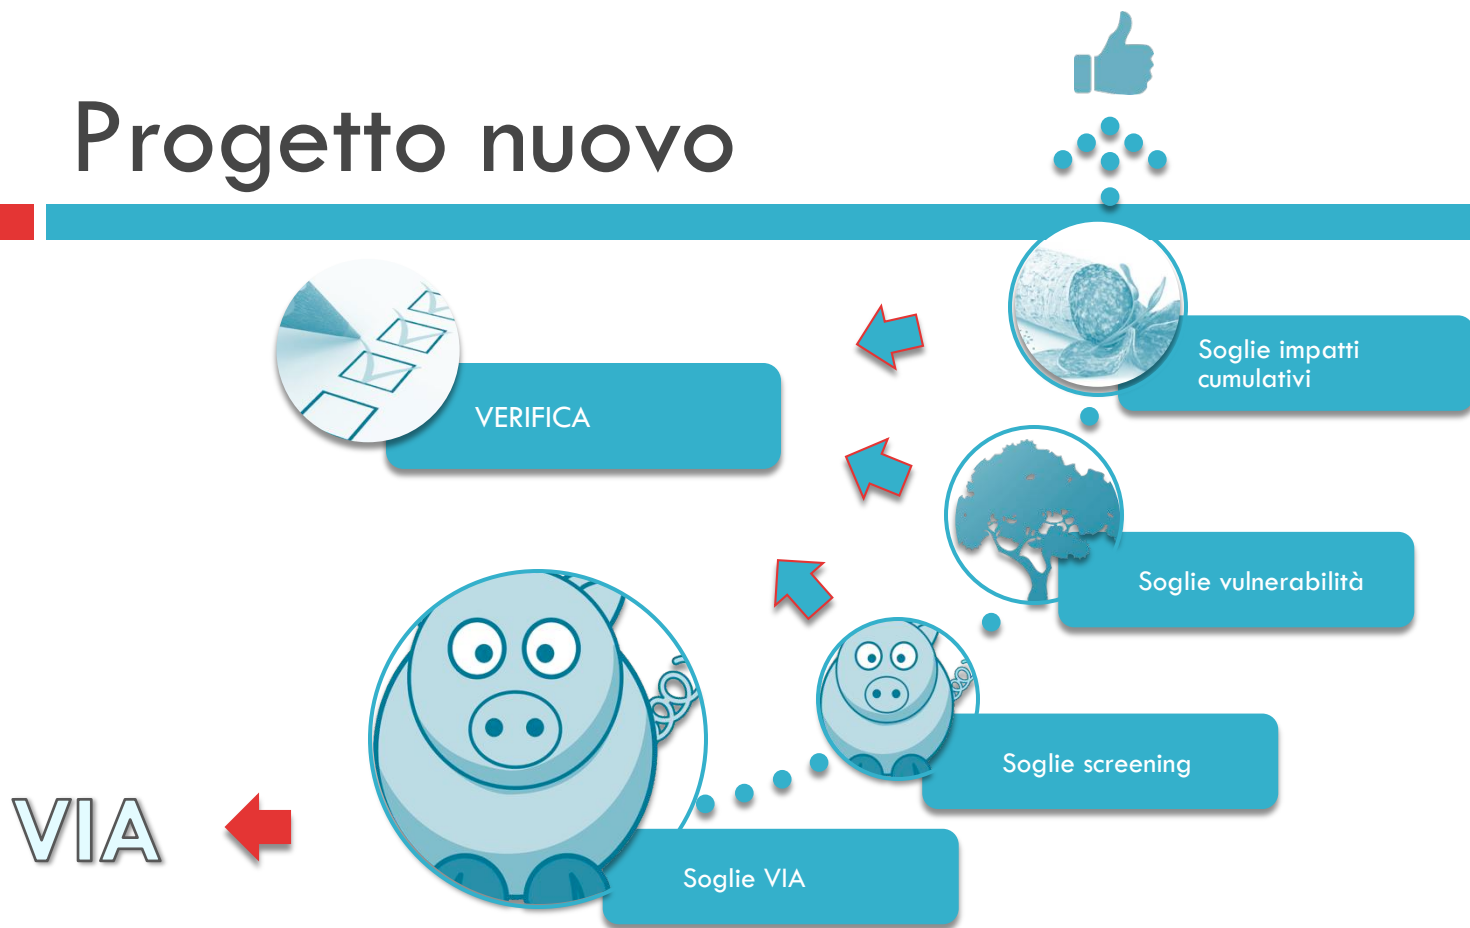 Progetto nuovo
Soglie impatti
cumulativi
VERIFICA
Soglie vulnerabilità
Soglie screening
VIA
Soglie VIA